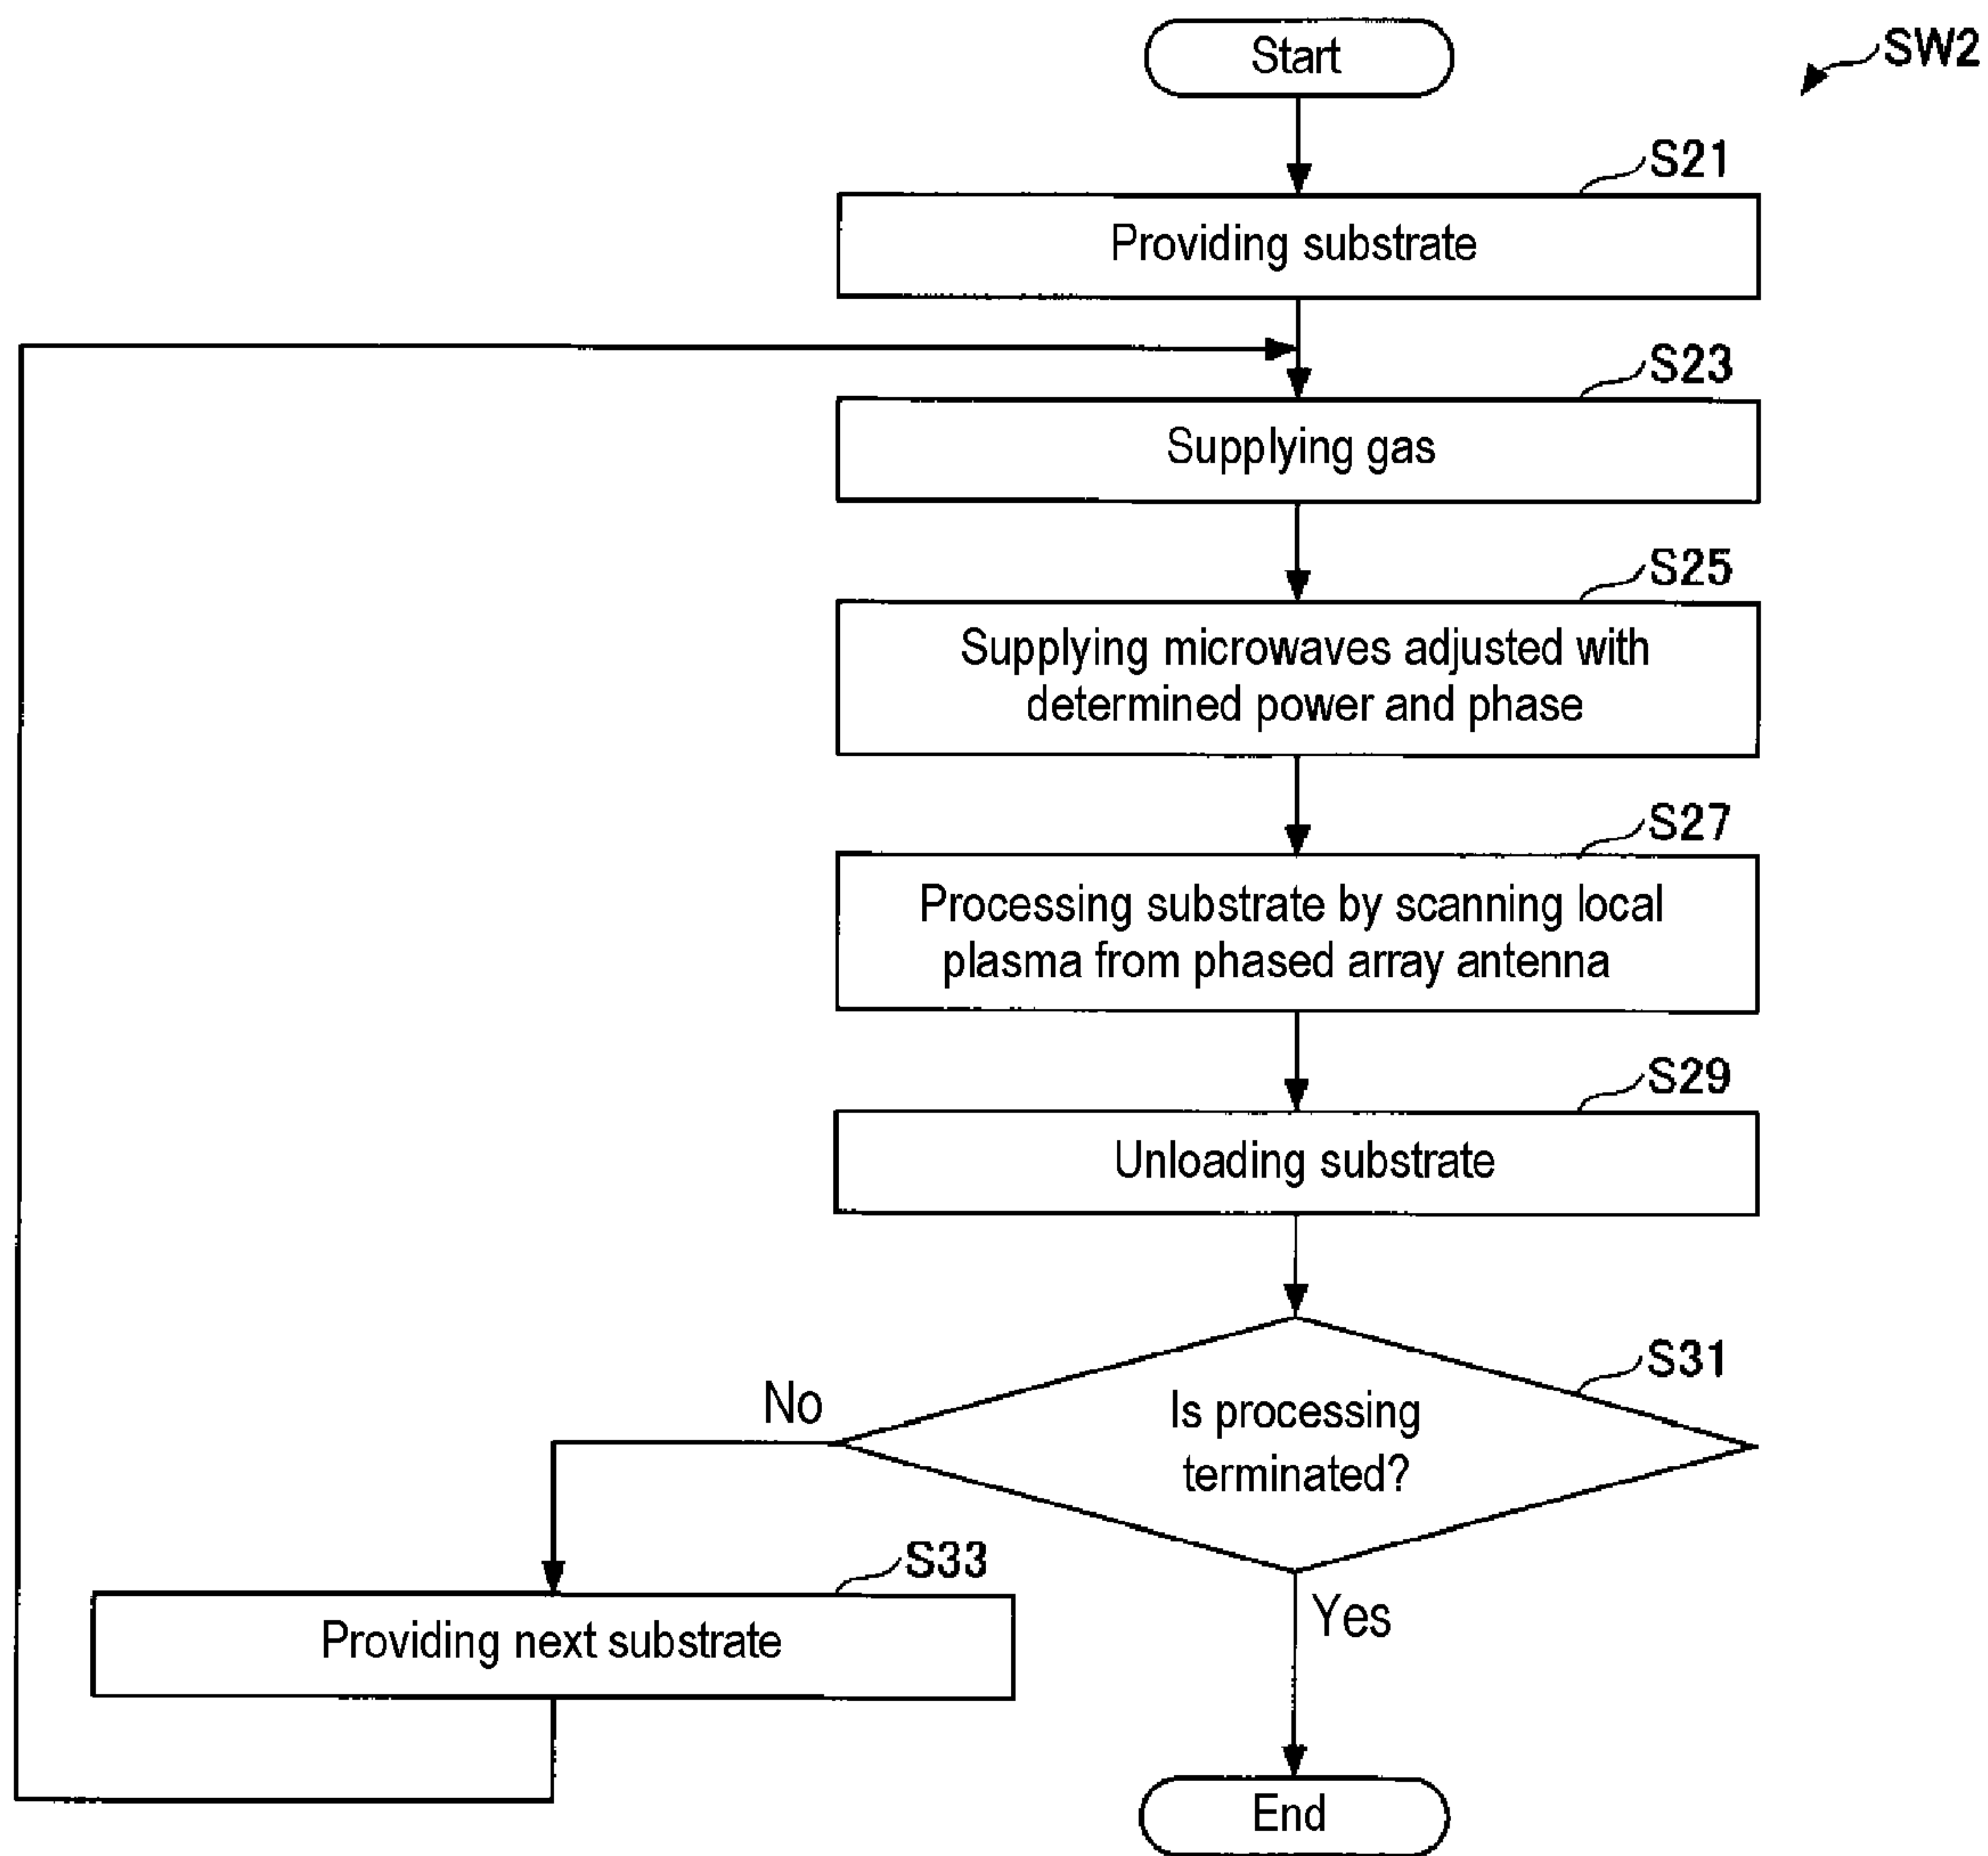 Start
SW2
S21
Providing substrate
S23
Supplying gas
S25
Supplying microwaves adjusted with
determined power and phase
S27
Processing substrate by scanning local
plasma from phased array antenna
S29
Unloading substrate
S31
Is processing
terminated?
No
Yes
S33
Providing next substrate
End